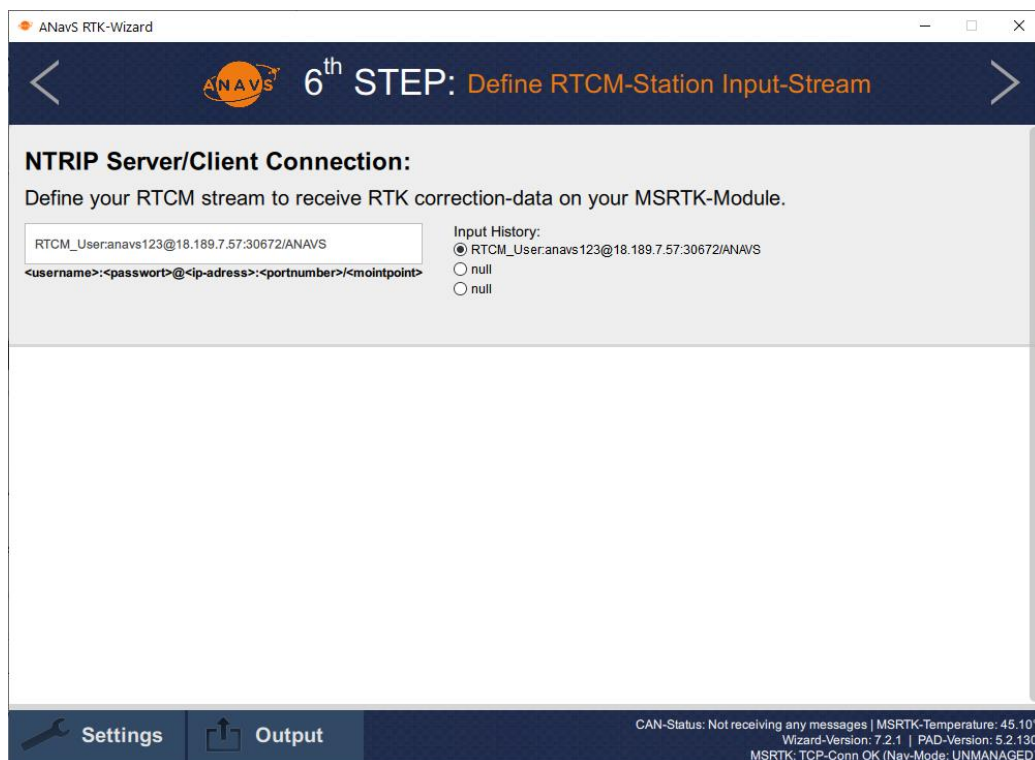 ANavS RTK-Wizard
ANAVS 6th STEP: Define RTCM-Station Input-Stream
NTRIP Server/Client Connection:
Define your RTCM stream to receive RTK correction-data on your MSRTK-Module.
RTCM_User:anavs123@18.189.7.57:30672/ANAVS
<username>:<passwort>@<ip-adress>:<portnumber>/<mointpoint>
Input History:
RTCM_User:anavs123@18.189.7.57:30672/ANAVS
null
null
Settings
Output
CAN-Status: Not receiving any messages | MSRTK-Temperature: 45.10°
Wizard-Version: 7.2.1 | PAD-Version: 5.2.130
MSRTK: TCP-Conn OK (Nav-Mode: UNMANAGED)